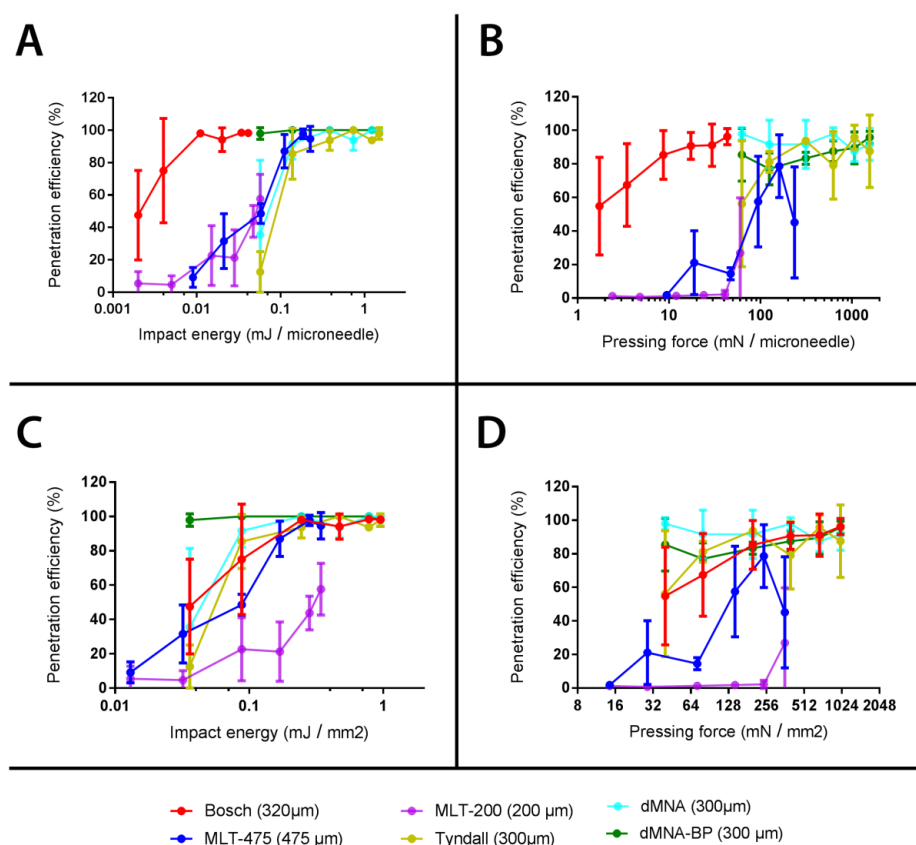 A
Penetration efficiency (%)
120
100
80
60
40
20
0
0.001 0.01 0.1 1
Impact energy (mJ / microneedle)
B
Penetration efficiency (%)
120
100
80
60
40
20
0
1 10 100 1000
Pressing force (mN / microneedle)
C
Penetration efficiency (%)
120
100
80
60
40
20
0
0.01 0.1 1
Impact energy (mJ / mm2)
D
Penetration efficiency (%)
120
100
80
60
40
20
0
8 16 32 64 128 256 512 1024 2048
Pressing force (mN / mm2)
Bosch (320µm) MLT-200 (200 µm) dMNA (300µm)
MLT-475 (475 µm) Tyndall (300µm) dMNA-BP (300 µm)